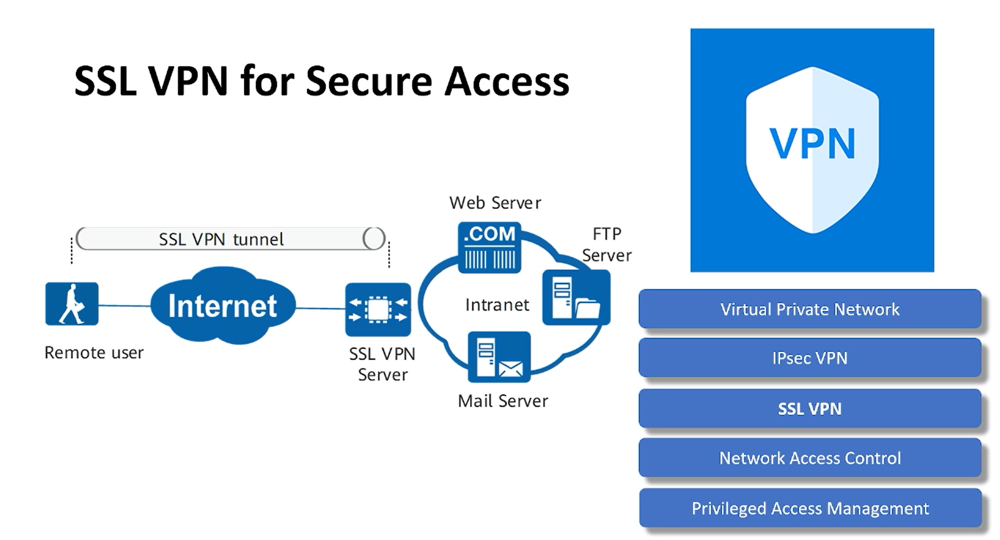 SSL VPN for Secure Access
VPN
Web Server
.COM
FTP
Server
SSL VPN tunnel
Internet
Intranet
Remote user
SSL VPN
Server
Mail Server
Virtual Private Network
IPsec VPN
SSL VPN
Network Access Control
Privileged Access Management